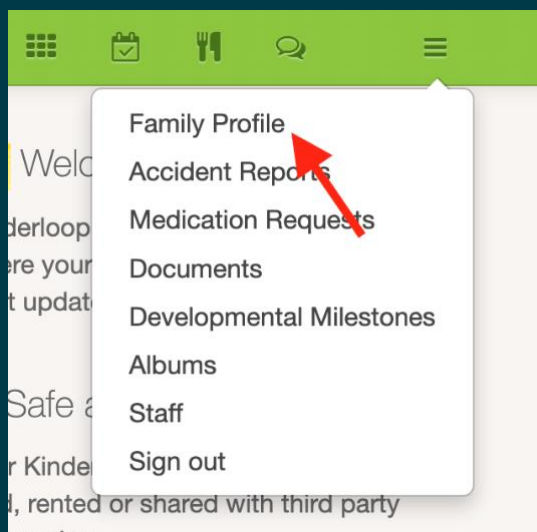 Family Profile
Welc
Accident Reports
derloop
Medication Requests
ere your
Documents
t updat
Developmental Milestones
Albums
Safe a
Staff
r Kinde
Sign out
, rented or shared with third party